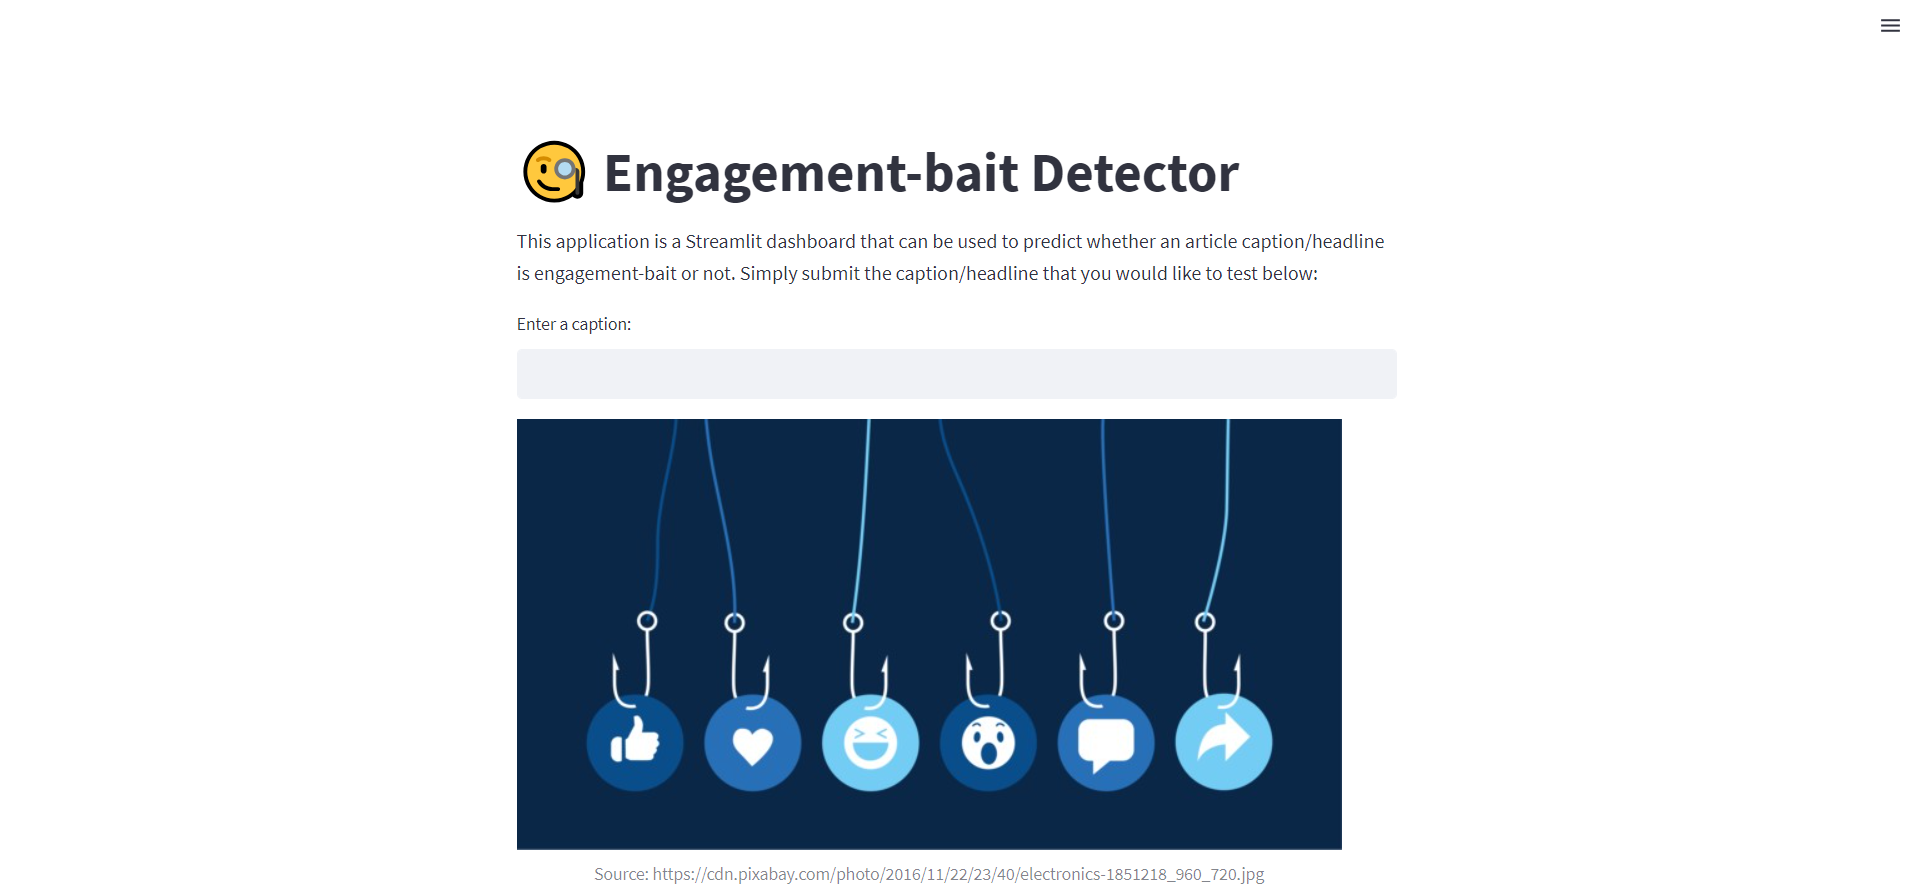 Engagement-bait Detector
This application is a Streamlit dashboard that can be used to predict whether an article caption/headline
is engagement-bait or not. Simply submit the caption/headline that you would like to test below:
Enter a caption:
Source: https://cdn.pixabay.com/photo/2016/11/22/23/40/electronics-1851218_960_720.jpg